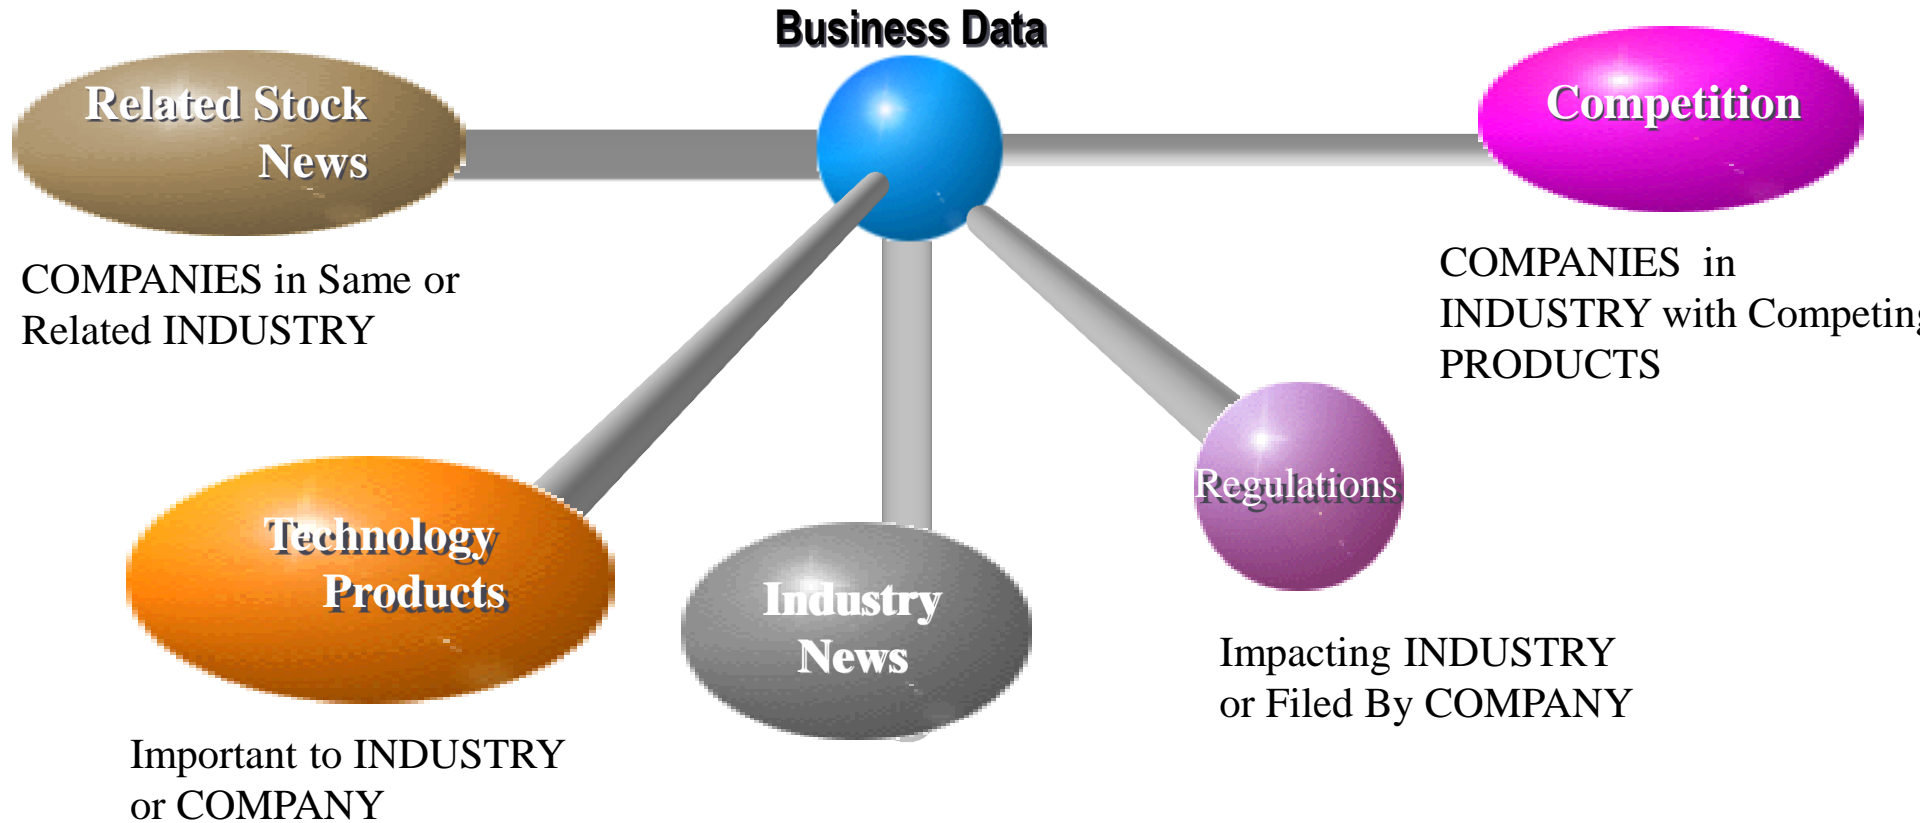 Business Data
Related Stock
News
Competition
COMPANIES in Same or
Related INDUSTRY
COMPANIES in
INDUSTRY with Competing
PRODUCTS
Technology
Products
Industry
News
Regulations
Impacting INDUSTRY
or Filed By COMPANY
Important to INDUSTRY
or COMPANY